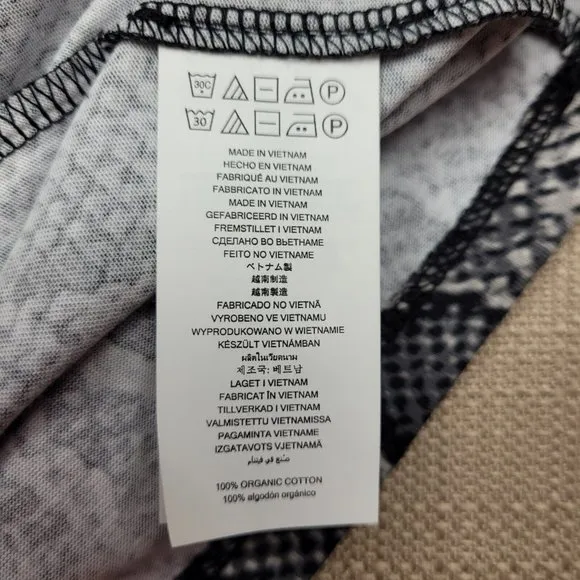 30C P
30 P
MADE IN VIETNAM
HECHO EN VIETNAM
FABRIQUÉ AU VIETNAM
FABBRICATO IN VIETNAM
MADE IN VIETNAM
GEFABRICEERD IN VIETNAM
FREMSTILLET I VIETNAM
СДЕЛАНО ВО ВЬЕТНАМЕ
FEITO NO VIETNAME
ベトナム製
越南制造
越南製造
FABRICADO NO VIETNÃ
VYROBENO VE VIETNAMU
WYPRODUKOWANO W WIETNAMIE
KÉSZÜLT VIETNÁMBAN
ผลิตในเวียดนาม
제조국: 베트남
LAGET I VIETNAM
FABRICAT ÎN VIETNAM
TILLVERKAD I VIETNAM
VALMISTETTU VIETNAMISSA
PAGAMINTA VIETNAME
IZGATAVOTS VJETNAMĀ
صنع في فيتنام
100% ORGANIC COTTON
100% algodón orgánico